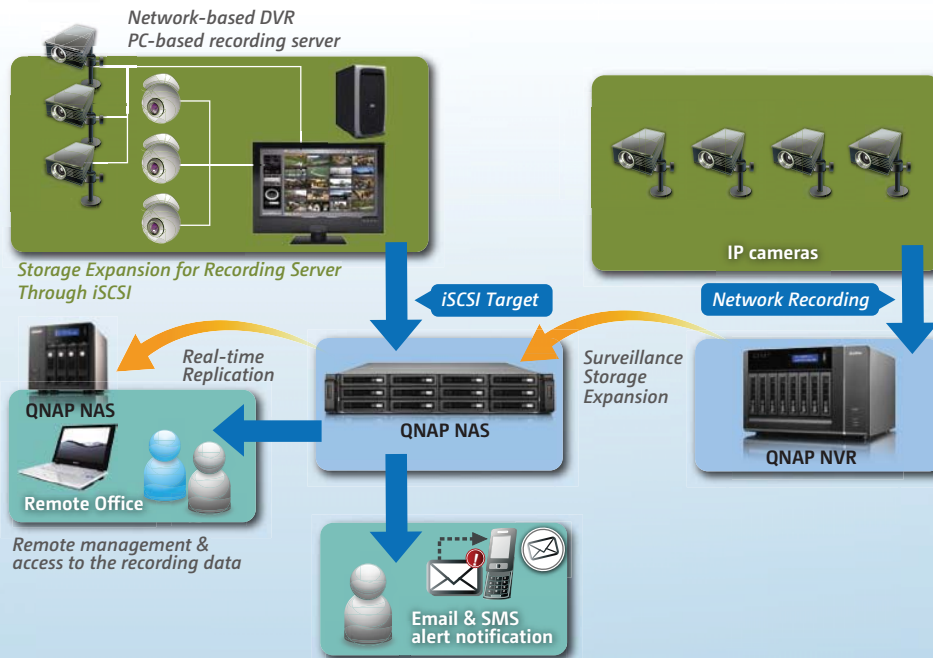 Network-based DVR
PC-based recording server
IP cameras
Storage Expansion for Recording Server
Through iSCSI
iSCSI Target
Network Recording
Real-time
Replication
Surveillance
Storage
Expansion
QNAP NAS
QNAP NAS
QNAP NVR
Remote Office
Remote management &
access to the recording data
Email & SMS
alert notification